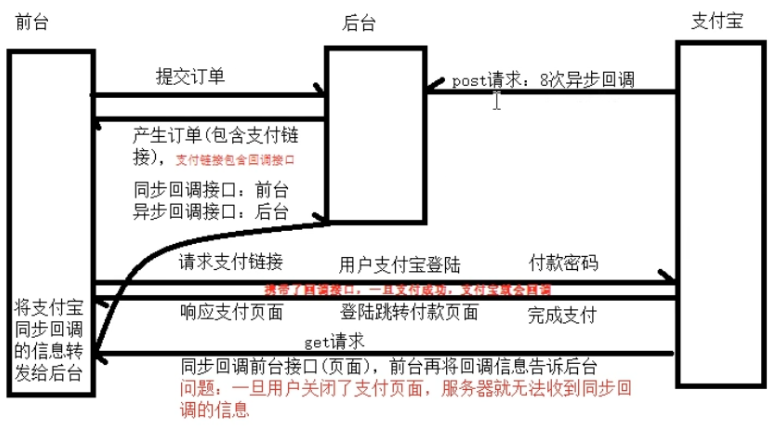 前台
后台
支付宝
提交订单
post请求：8次异步回调
产生订单(包含支付链
接)，支付链接包含回调接口
同步回调接口：前台
异步回调接口：后台
请求支付链接 用户支付宝登陆 付款密码
携带了回调接口，一旦支付成功，支付宝就会回调
响应支付页面 登陆跳转付款页面 完成支付
将支付宝
同步回调
的信息转
发给后台
get请求
同步回调前台接口(页面)，前台再将回调信息告诉后台
问题：一旦用户关闭了支付页面，服务器就无法收到同步回
调的信息